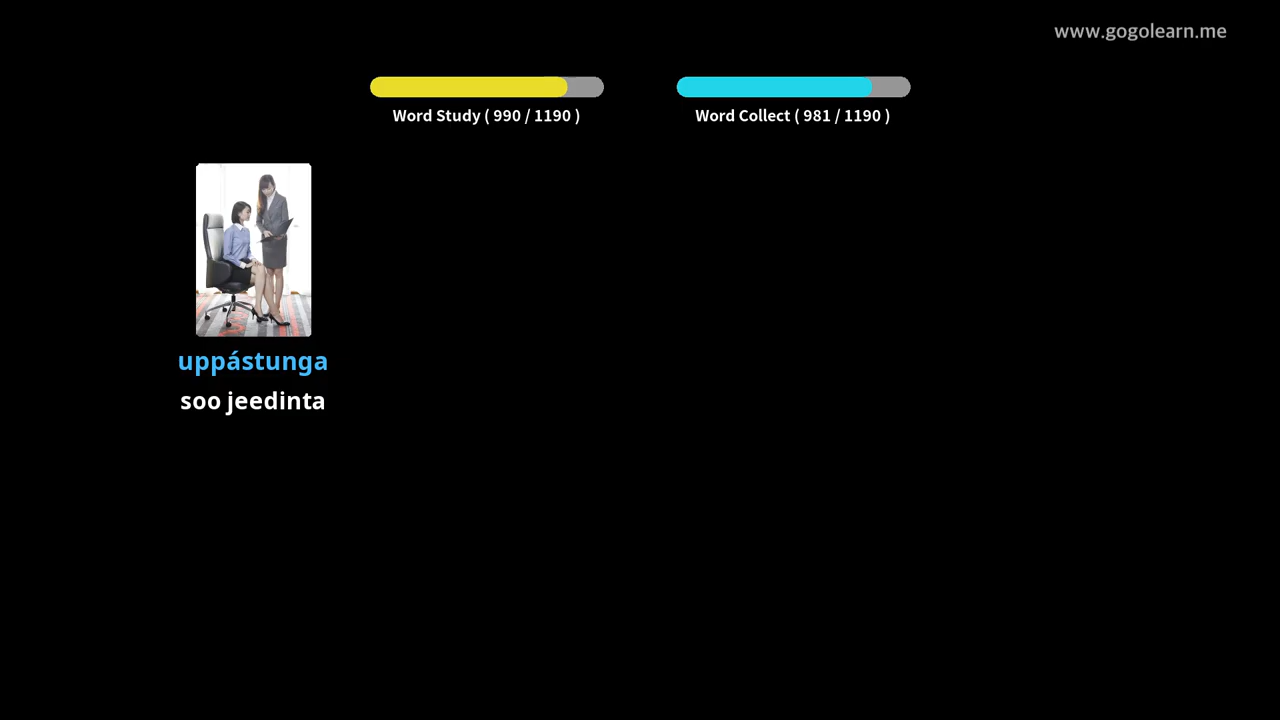 www.gogolearn.me
Word Study ( 990 / 1190 )
Word Collect ( 981 / 1190 )
uppástunga
soo jeedinta